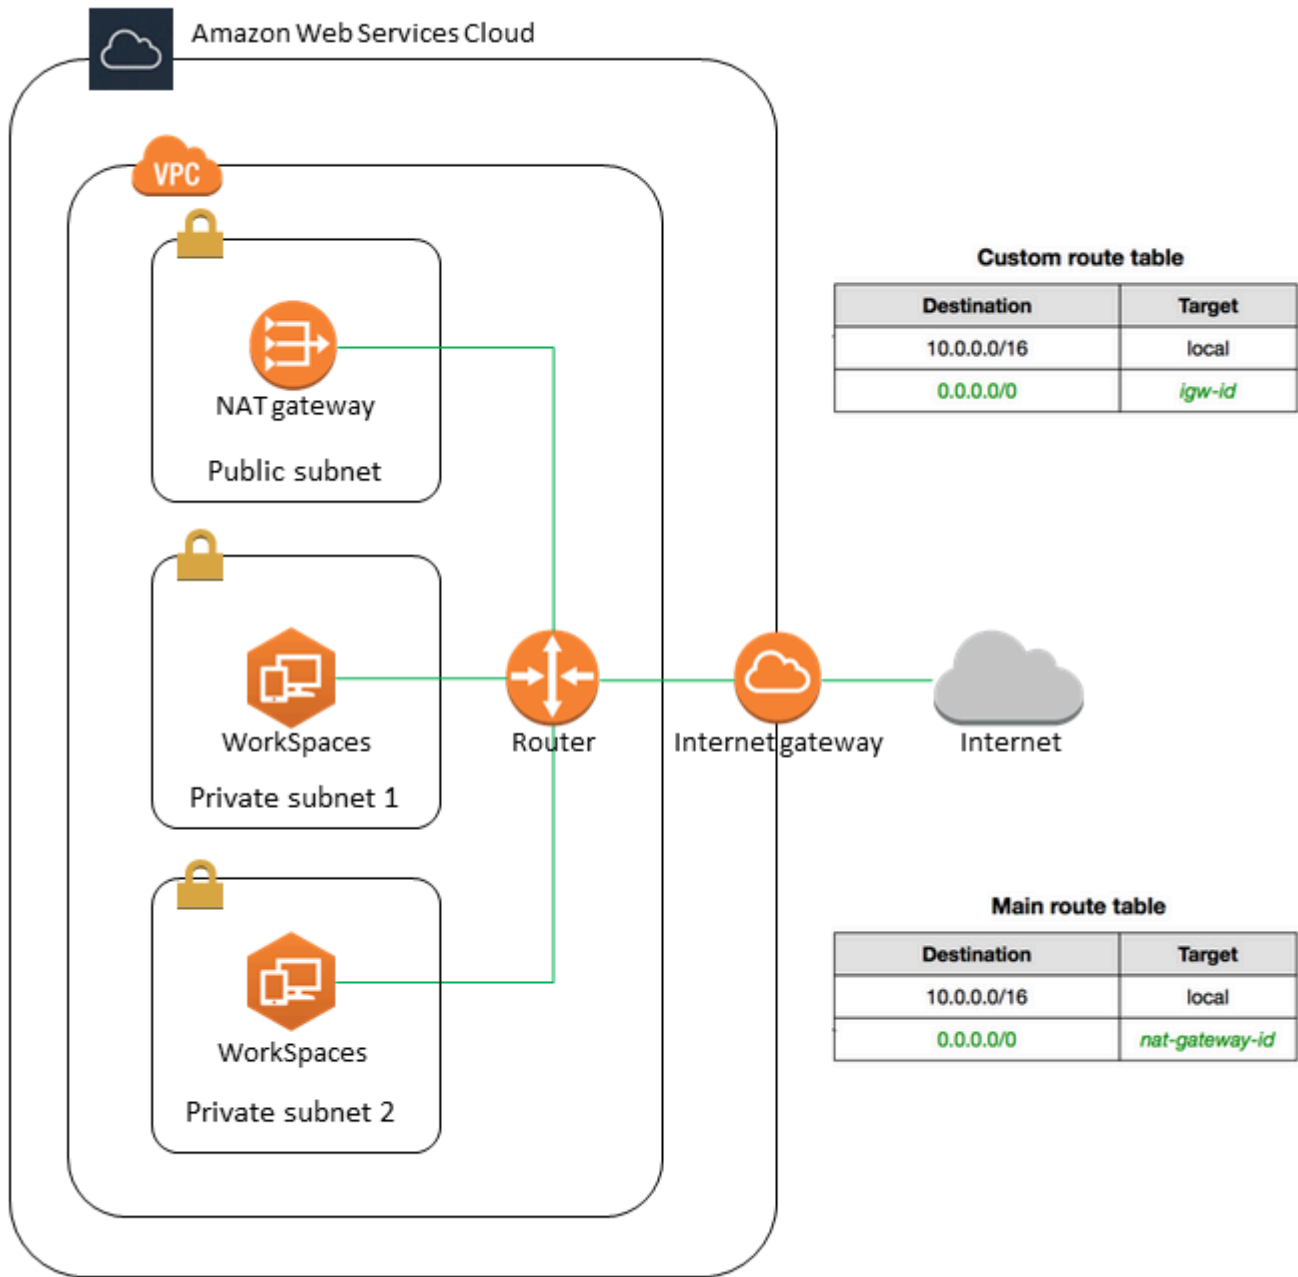 Amazon Web Services Cloud
VPC
NAT gateway
Public subnet
WorkSpaces
Private subnet 1
WorkSpaces
Private subnet 2
Router
Internet gateway
Internet
Custom route table
Destination Target
10.0.0.0/16 local
0.0.0.0/0 igw-id
Main route table
Destination Target
10.0.0.0/16 local
0.0.0.0/0 nat-gateway-id